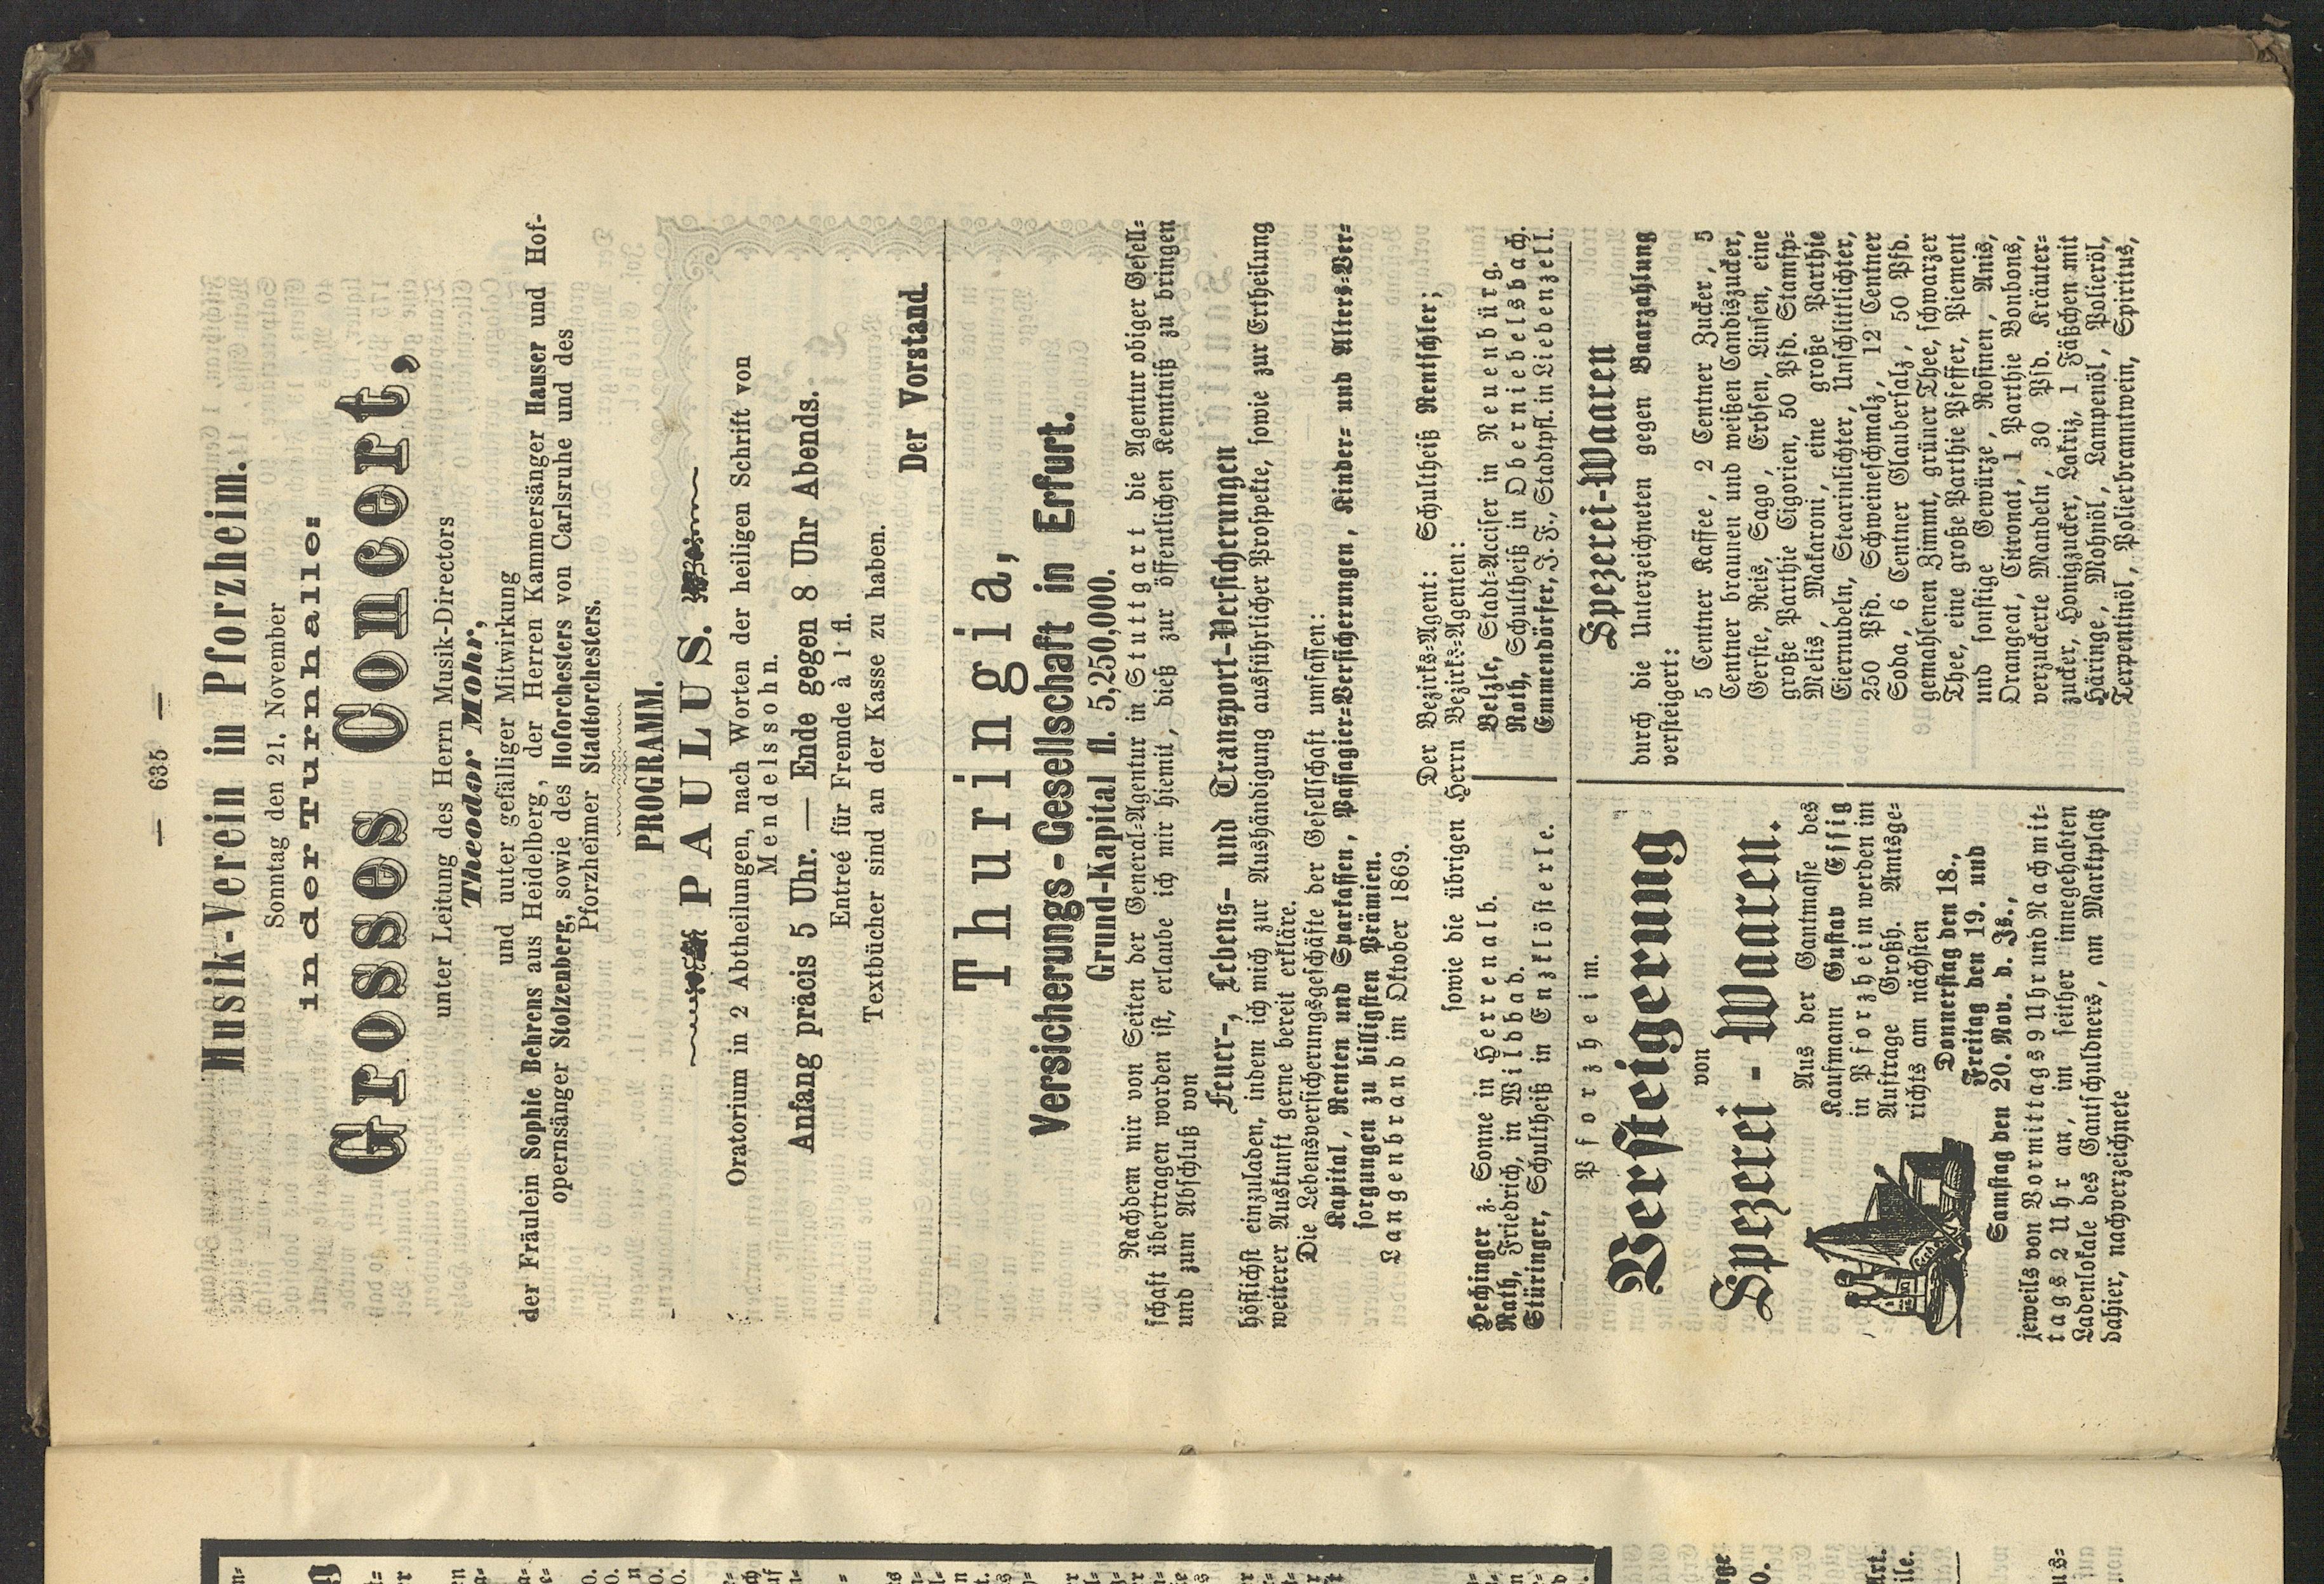 — 635 —
Musik-Verein in Pforzheim.
Sonntag den 21. November
in der Turnhalle:
Grosses Concert,
unter Leitung des Herrn Musik-Directors
Theodor Mohr,
und unter gefälliger Mitwirkung
der Fräulein Sophie Behrens aus Heidelberg, der Herren Kammersänger Hauser und Hof-
opernsänger Stolzenberg, sowie des Hoforchesters von Carlsruhe und des
Pforzheimer Stadtorchesters.
PROGRAMM.
PAULUS.
Oratorium in 2 Abtheilungen, nach Worten der heiligen Schrift von
Mendelssohn.
Anfang präcis 5 Uhr. — Ende gegen 8 Uhr Abends.
Entreé für Fremde à 1 fl.
Textbücher sind an der Kasse zu haben.
Der Vorstand.
Thuringia,
Versicherungs-Gesellschaft in Erfurt.
Grund-Kapital fl. 5,250,000.
Nachdem mir von Seiten der General-Agentur in Stuttgart die Agentur obiger Gesell-
schaft übertragen worden ist, erlaube ich mir hiemit, dieß zur öffentlichen Kenntniß zu bringen
und zum Abschluß von
Feuer-, Lebens- und Transport-Versicherungen
höflichst einzuladen, indem ich mich zur Aushändigung ausführlicher Prospekte, sowie zur Ertheilung
weiterer Auskunft gerne bereit erkläre.
Die Lebensversicherungsgeschäfte der Gesellschaft umfassen:
Kapital, Renten und Sparkassen, Passagier-Versicherungen, Kinder- und Alters-Ver-
sorgungen zu billigsten Prämien.
Langenbrand im Oktober 1869.
Der Bezirks-Agent: Schultheiß Rentschler;
sowie die übrigen Herrn Bezirks-Agenten:
Hechinger z. Sonne in Herrenalb.
Rath, Friedrich, in Wildbad.
Stüringer, Schultheiß in Enzklösterle.
Belzle, Stadt-Acciser in Neuenbürg.
Roth, Schultheiß in Oberniebelsbach.
Emmendörfer, J. F., Stadtpfl. in Liebenzell.
Pforzheim.
Versteigerung
von
Spezerei-Waaren.
Aus der Gantmasse des
Kaufmann Gustav Essig
in Pforzheim werden im
Auftrage Großh. Amtsge-
richts am nächsten
Donnerstag den 18.,
Freitag den 19. und
Samstag den 20. Nov. d. Js.,
jeweils von Vormittags 9 Uhr und Nachmit-
tags 2 Uhr an, im seither innegehabten
Ladenlokale des Gantschuldners, am Marktplatz
dahier, nachverzeichnete
Spezerei-Waaren
durch die Unterzeichneten gegen Baarzahlung
versteigert:
5 Centner Kaffee, 2 Centner Zucker, 5
Centner braunen und weißen Candiszucker,
Gerste, Reis, Sago, Erbsen, Linsen, eine
große Parthie Cigorien, 50 Pfd. Stampf-
Melis, Makaroni, eine große Parthie
Eiernudeln, Stearinlichter, Unschlittlichter,
250 Pfd. Schweineschmalz, 12 Centner
Soda, 6 Centner Glaubersalz, 50 Pfd.
gemahlenen Zimmt, grüner Thee, schwarzer
Thee, eine große Parthie Pfeffer, Piement
und sonstige Gewürze, Rosinen, Anis,
Orangeat, Citronat, 1 Parthie Bonbons,
verzuckerte Mandeln, 30 Pfd. Kräuter-
zucker, Honigzucker, Lakriz, 1 Fäßchen mit
Häringe, Mohnöl, Lampenöl, Polieröl,
Terpentinöl, Polierbranntwein, Spiritus,